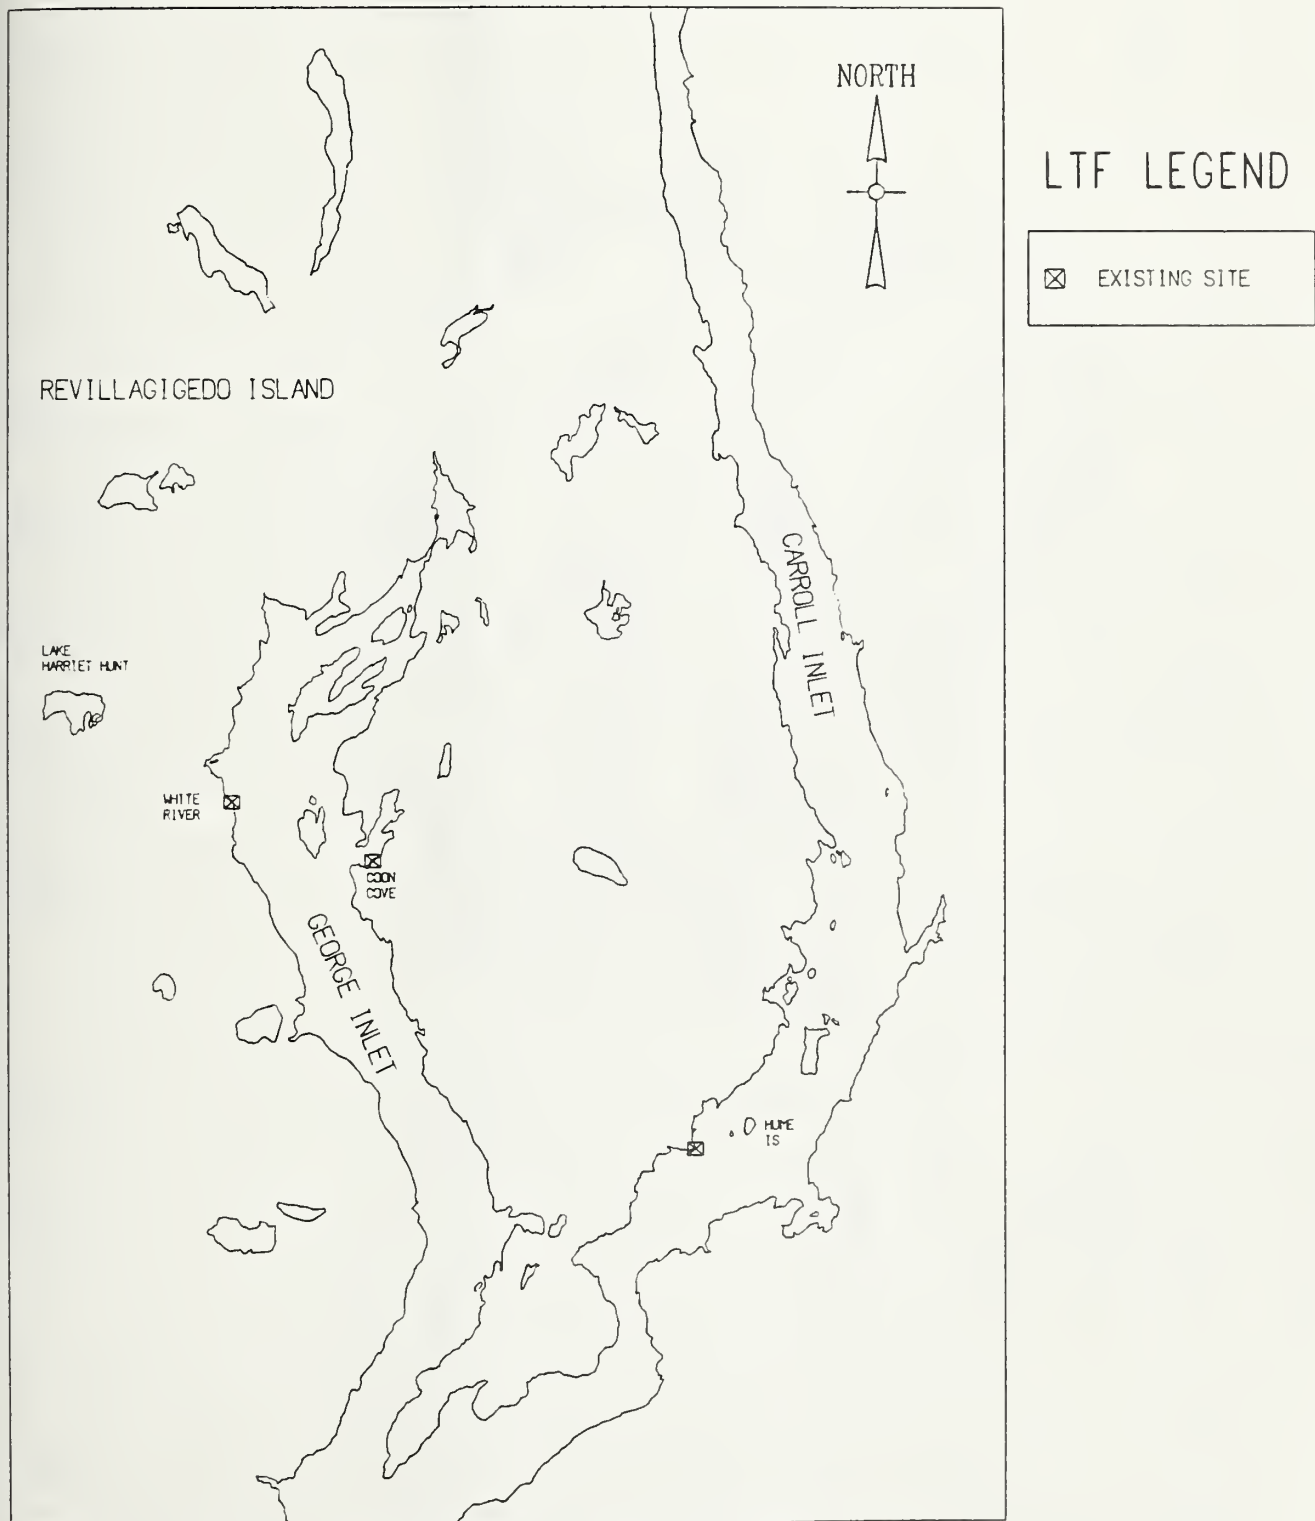 NORTH
LTF LEGEND
EXISTING SITE
REVILLAGIGEDO ISLAND
CARROLL INLET
LAKE
HARRIET HUNT
WHITE
RIVER
COON
COVE
GEORGE INLET
HUME
IS